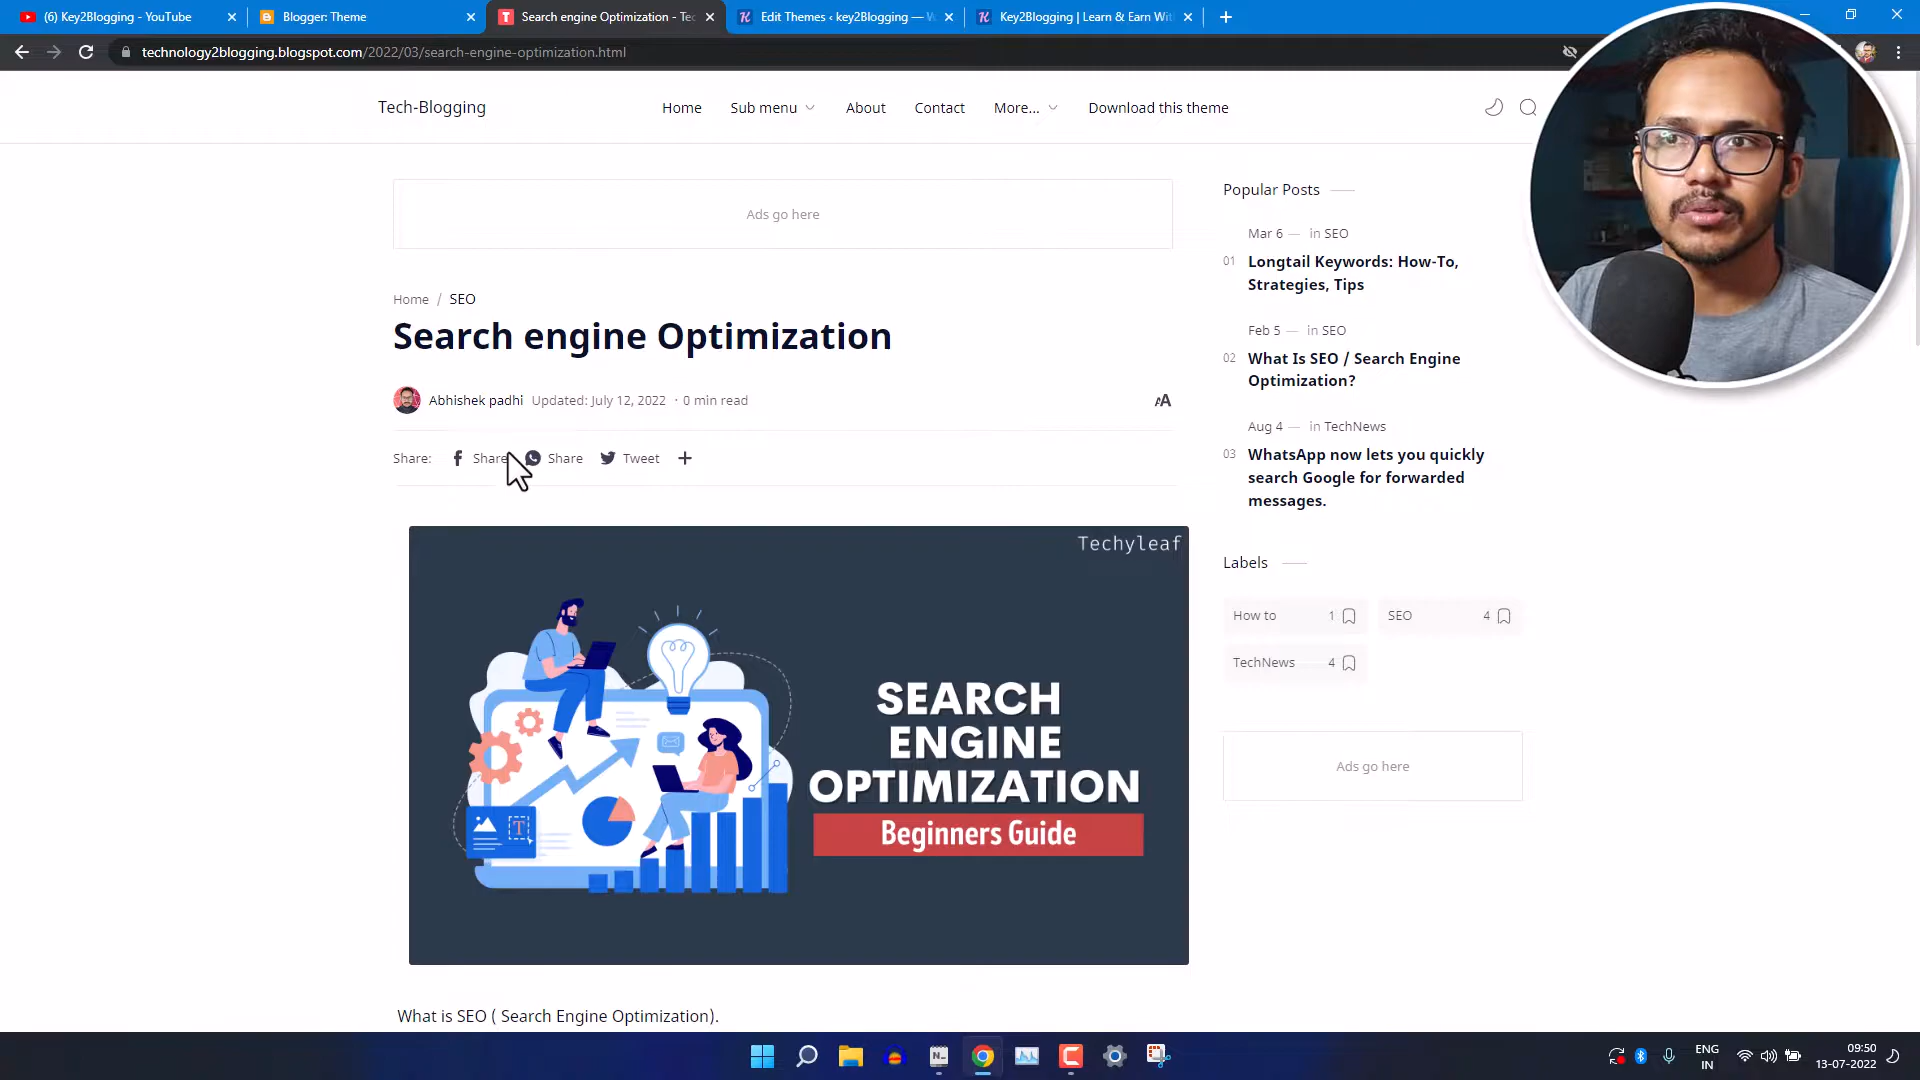 (6) Key2Blogging - YouTube
Blogger: Theme
Search engine Optimization - Tec
Edit Themes ‹ key2Blogging — W
Key2Blogging | Learn & Earn Wit
technology2blogging.blogspot.com/2022/03/search-engine-optimization.html
Tech-Blogging
Home
Sub menu
About
Contact
More...
Download this theme
Ads go here
Home / SEO
Search engine Optimization
Abhishek padhi Updated: July 12, 2022 · 0 min read
AA
Share: Share Share Tweet
Techyleaf
SEARCH
ENGINE
OPTIMIZATION
Beginners Guide
What is SEO ( Search Engine Optimization).
Popular Posts
Mar 6 — in SEO
01 Longtail Keywords: How-To,
Strategies, Tips
Feb 5 — in SEO
02 What Is SEO / Search Engine
Optimization?
Aug 4 — in TechNews
03 WhatsApp now lets you quickly
search Google for forwarded
messages.
Labels
How to 1
SEO 4
TechNews 4
Ads go here
ENG
IN
09:50
13-07-2022